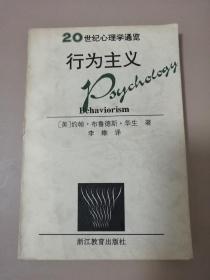 20世纪心理学通览
行为主义
Psychology
Behaviorism
[美]约翰·布鲁德斯·华生 著
李维 译
浙江教育出版社